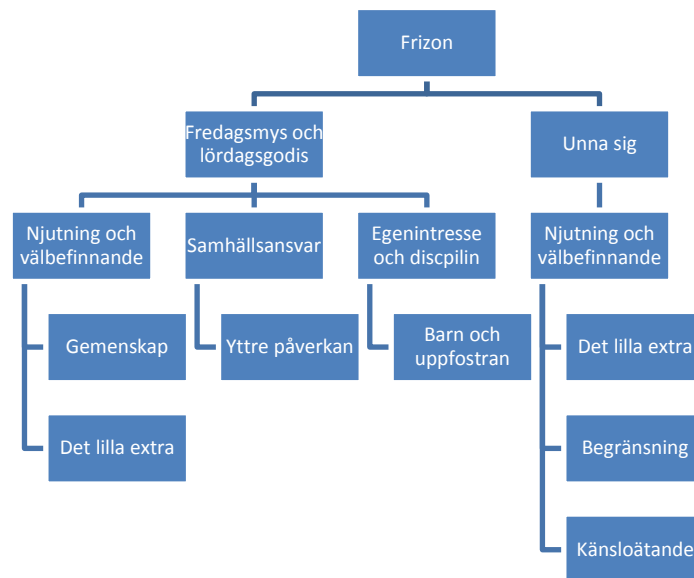 Frizon
Fredagsmys och
lördagsgodis
Unna sig
Njutning och
välbefinnande
Samhällsansvar
Egenintresse
och discpilin
Njutning och
välbefinnande
Gemenskap
Yttre påverkan
Barn och
uppfostran
Det lilla extra
Det lilla extra
Begränsning
Känsloätande